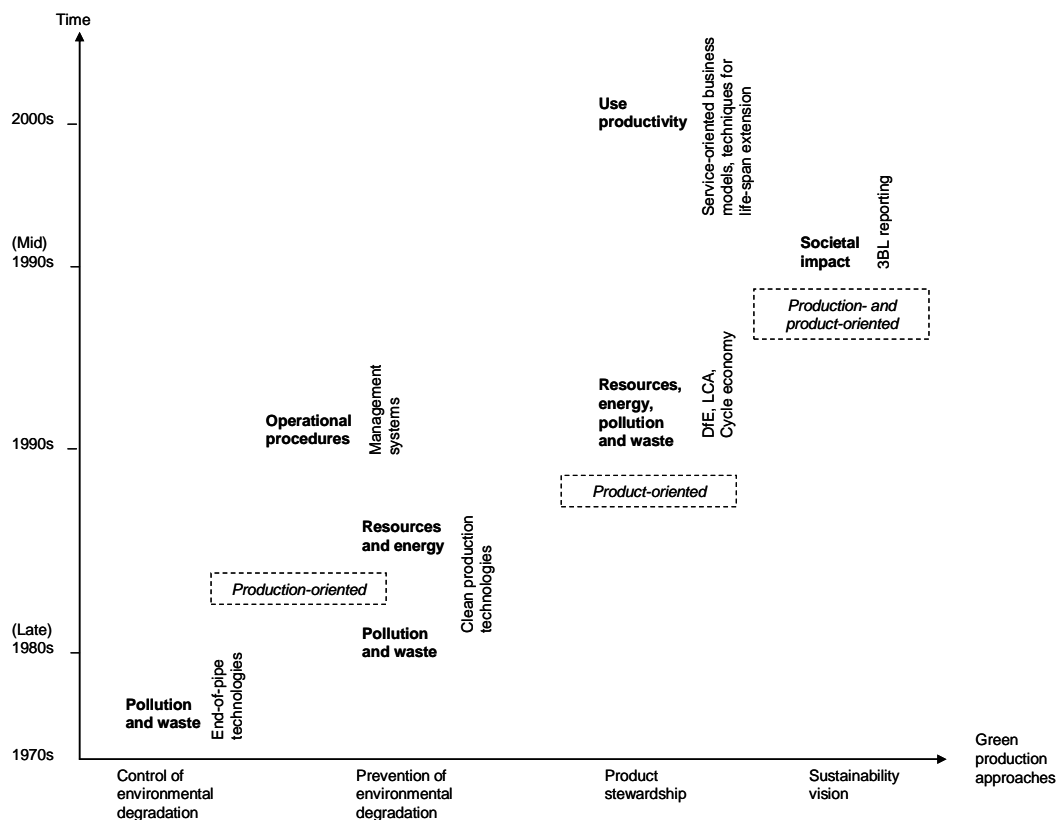 Time
2000s
Use
productivity
Service-oriented business
models, techniques for
life-span extension
(Mid)
1990s
Societal
impact
3BL reporting
Production- and
product-oriented
Resources,
energy,
pollution
and waste
DfE, LCA,
Cycle economy
Operational
procedures
Management
systems
1990s
Product-oriented
Resources
and energy
Clean production
technologies
Production-oriented
(Late)
1980s
Pollution
and waste
Pollution
and waste
End-of-pipe
technologies
1970s
Green
production
approaches
Control of
environmental
degradation
Prevention of
environmental
degradation
Product
stewardship
Sustainability
vision